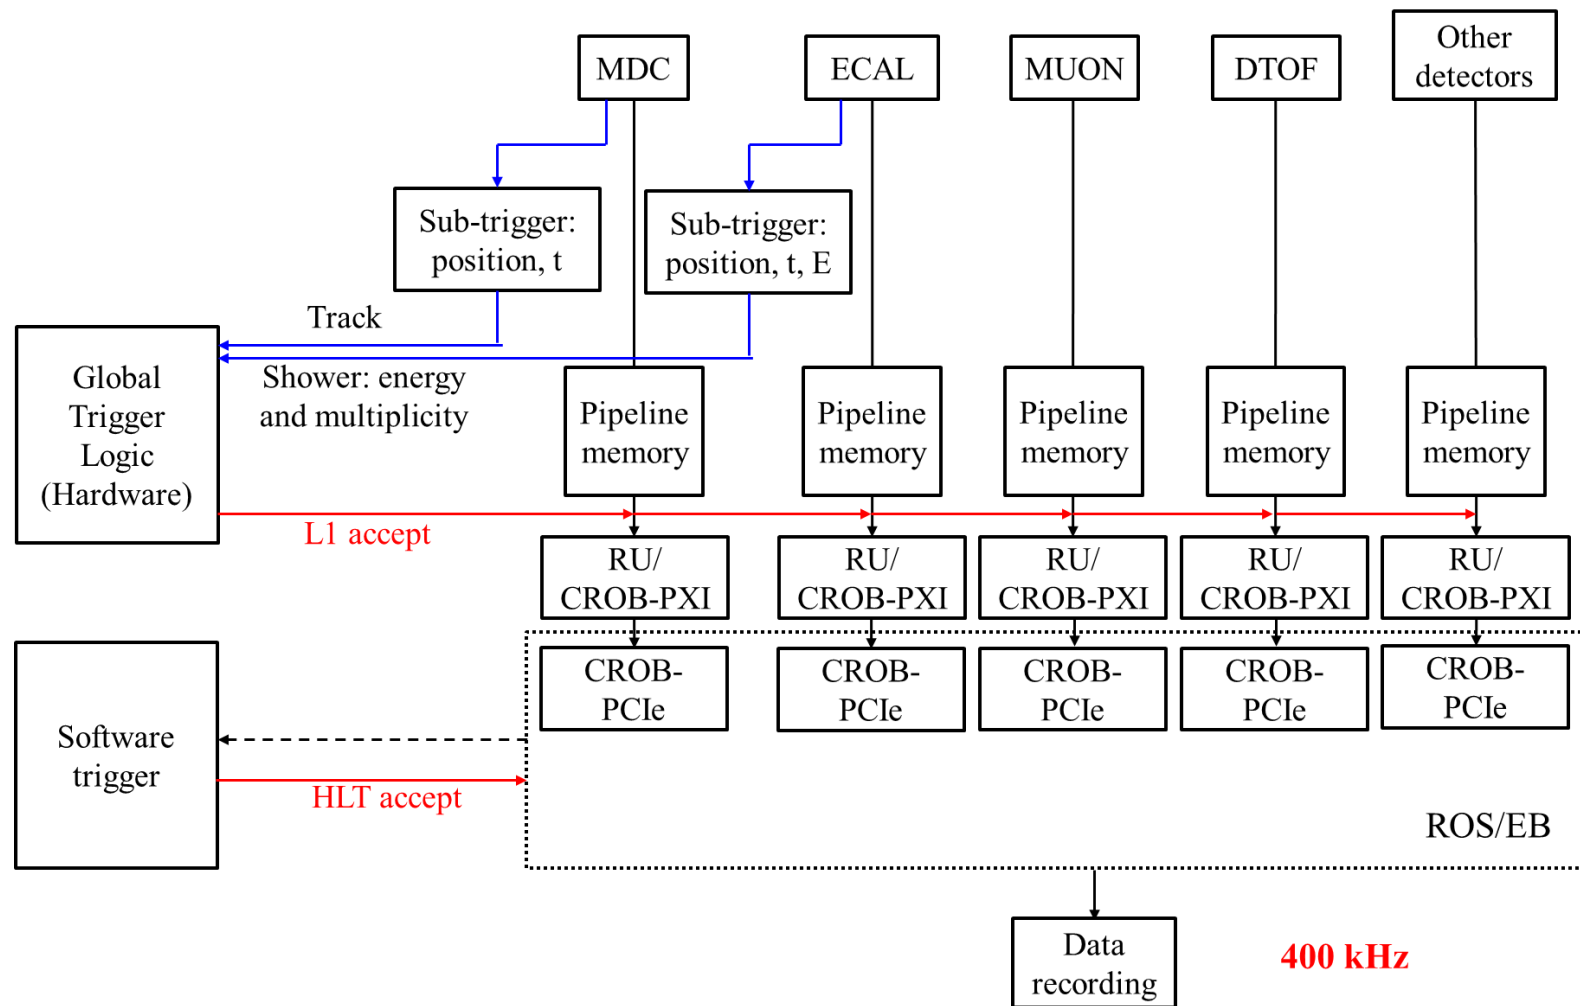 MDC
ECAL
MUON
DTOF
Other
detectors
Sub-trigger:
position, t
Sub-trigger:
position, t, E
Track
Shower: energy
and multiplicity
Global
Trigger
Logic
(Hardware)
Pipeline
memory
Pipeline
memory
Pipeline
memory
Pipeline
memory
Pipeline
memory
L1 accept
RU/
CROB-PXI
RU/
CROB-PXI
RU/
CROB-PXI
RU/
CROB-PXI
RU/
CROB-PXI
CROB-
PCIe
CROB-
PCIe
CROB-
PCIe
CROB-
PCIe
CROB-
PCIe
Software
trigger
HLT accept
ROS/EB
Data
recording
400 kHz